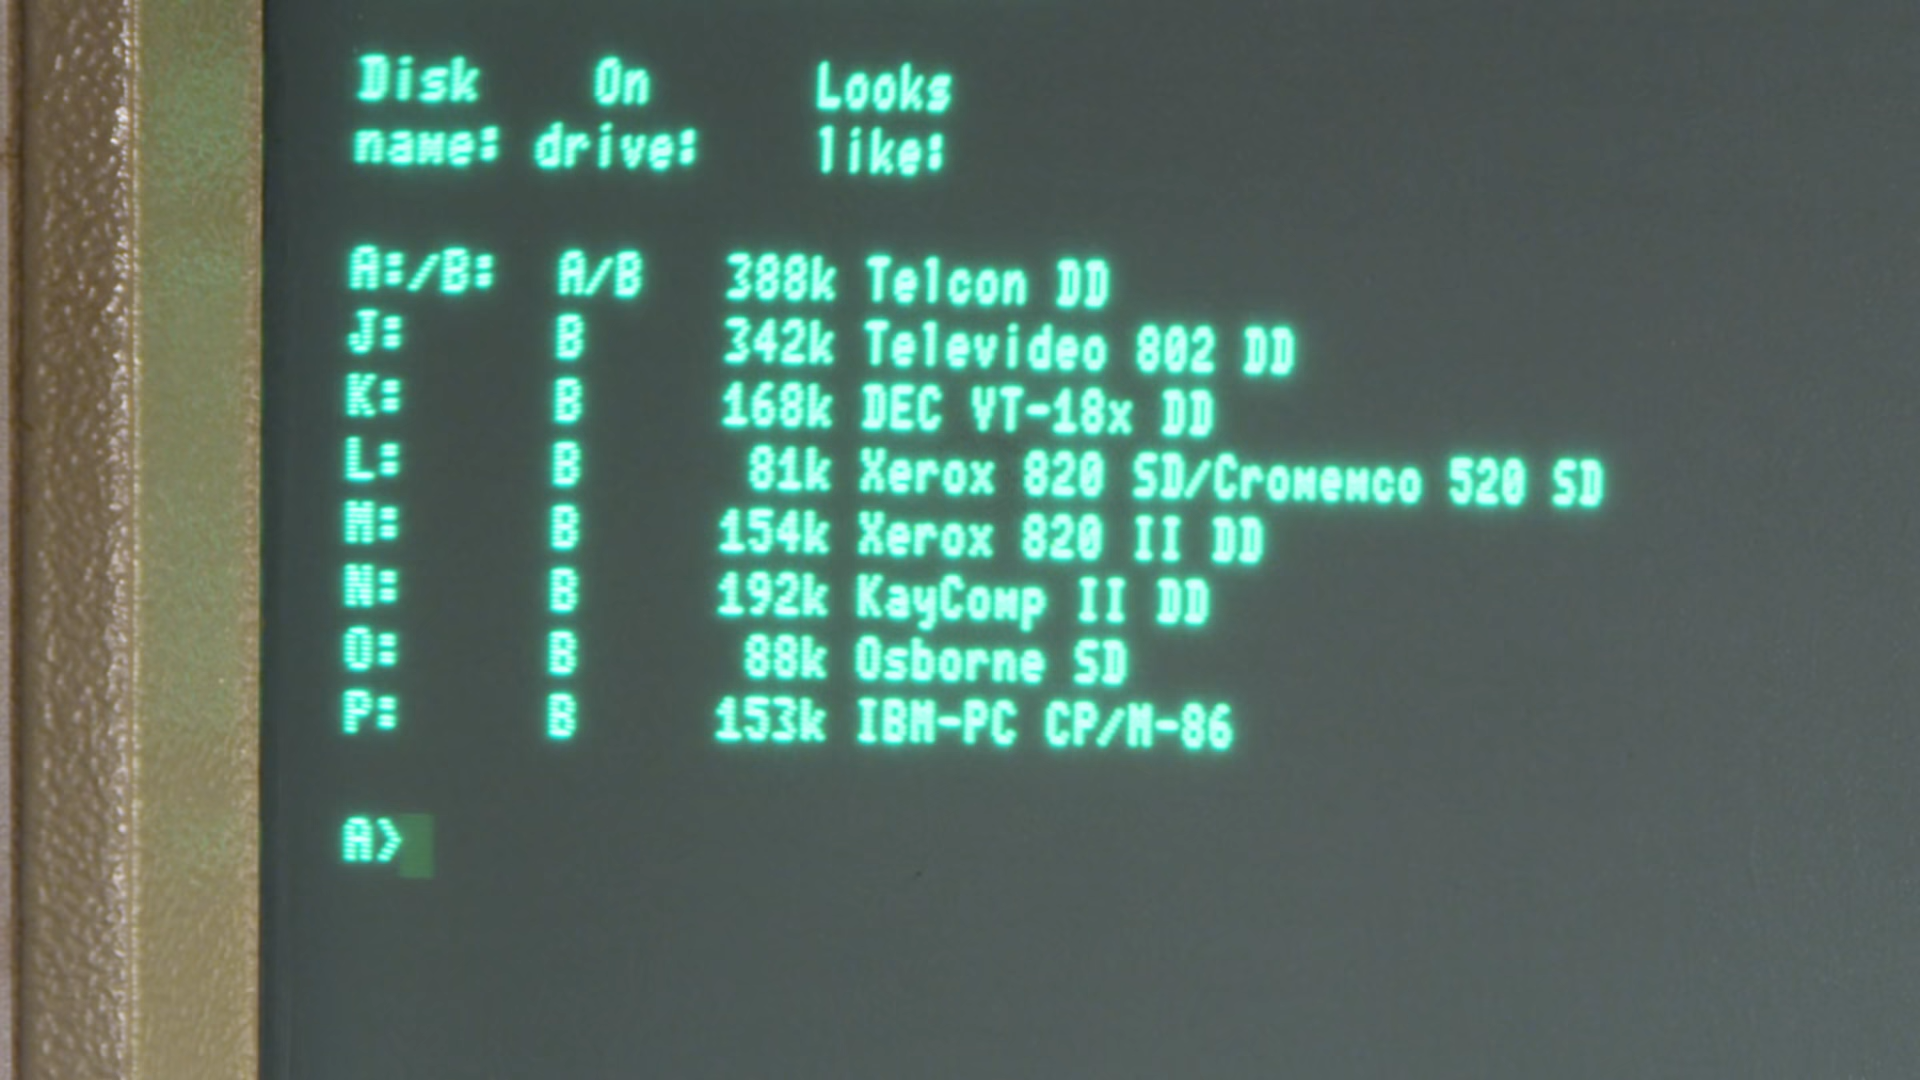 Disk On Looks
name: drive: like:
A:/B: A/B 388k Telcon DD
J: B 342k Televideo 802 DD
K: B 168k DEC VT-18x DD
L: B 81k Xerox 820 SD/Cromemco 520 SD
M: B 154k Xerox 820 II DD
N: B 192k KayComp II DD
O: B 88k Osborne SD
P: B 153k IBM-PC CP/M-86
A>